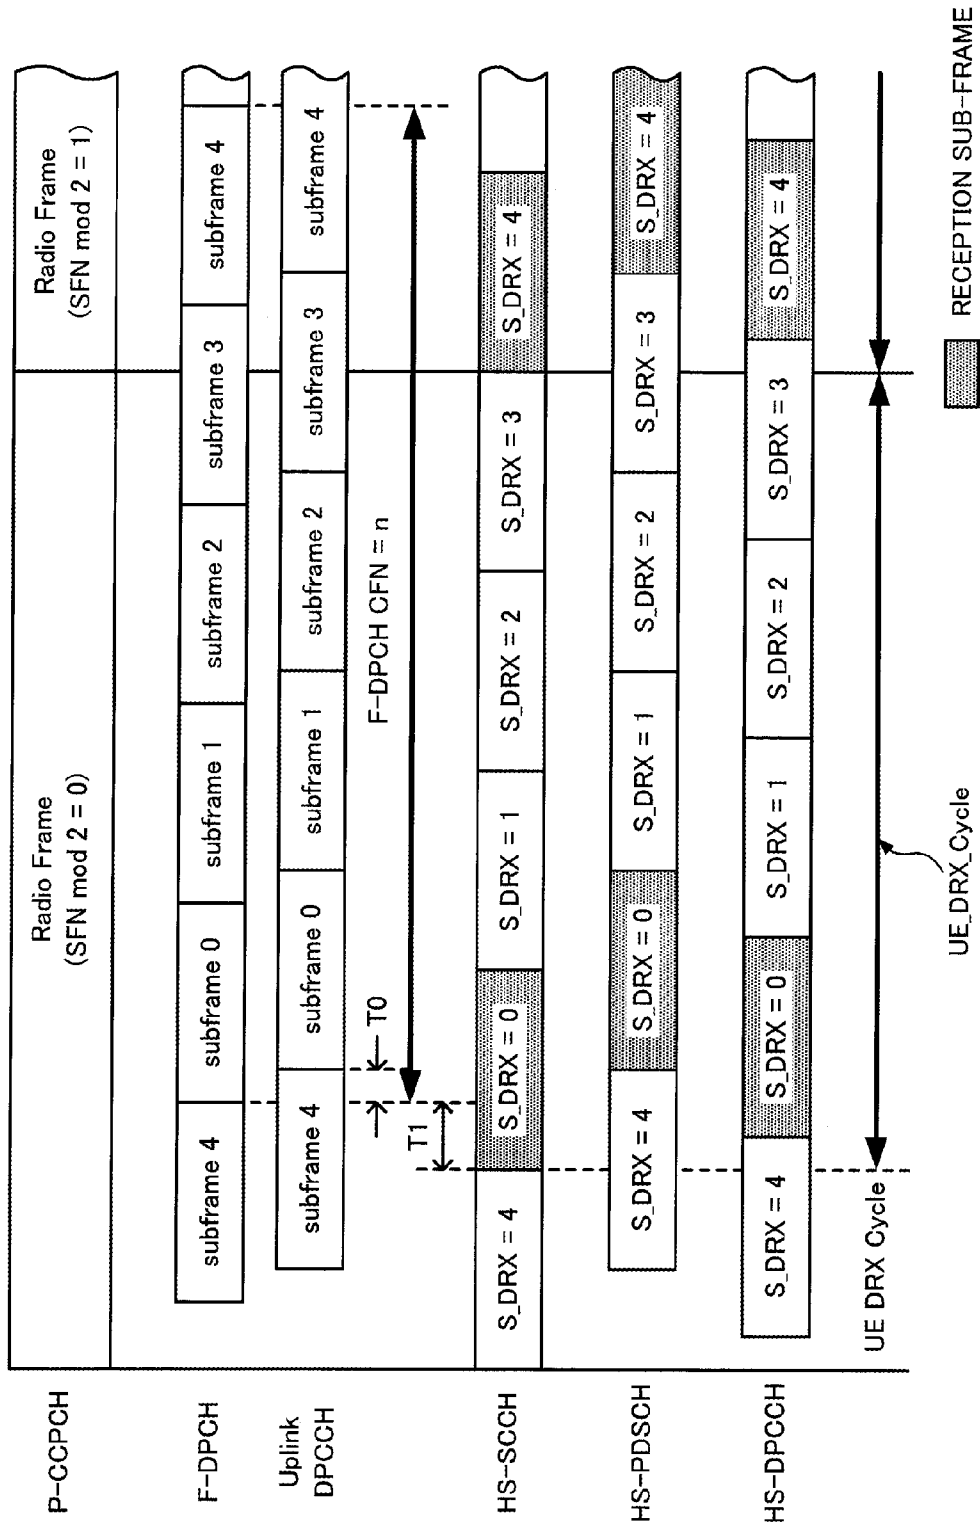 P-CCPCH
Radio Frame
(SFN mod 2 = 0)
Radio Frame
(SFN mod 2 = 1)
F-DPCH
subframe 4
subframe 0
subframe 1
subframe 2
subframe 3
subframe 4
Uplink
DPCCH
subframe 4
subframe 0
subframe 1
subframe 2
subframe 3
subframe 4
T0
F-DPCH CFN = n
T1
HS-SCCH
S_DRX = 4
S_DRX = 0
S_DRX = 1
S_DRX = 2
S_DRX = 3
S_DRX = 4
HS-PDSCH
S_DRX = 4
S_DRX = 0
S_DRX = 1
S_DRX = 2
S_DRX = 3
S_DRX = 4
HS-DPCCH
S_DRX = 4
S_DRX = 0
S_DRX = 1
S_DRX = 2
S_DRX = 3
S_DRX = 4
UE DRX Cycle
UE_DRX_Cycle
RECEPTION SUB-FRAME